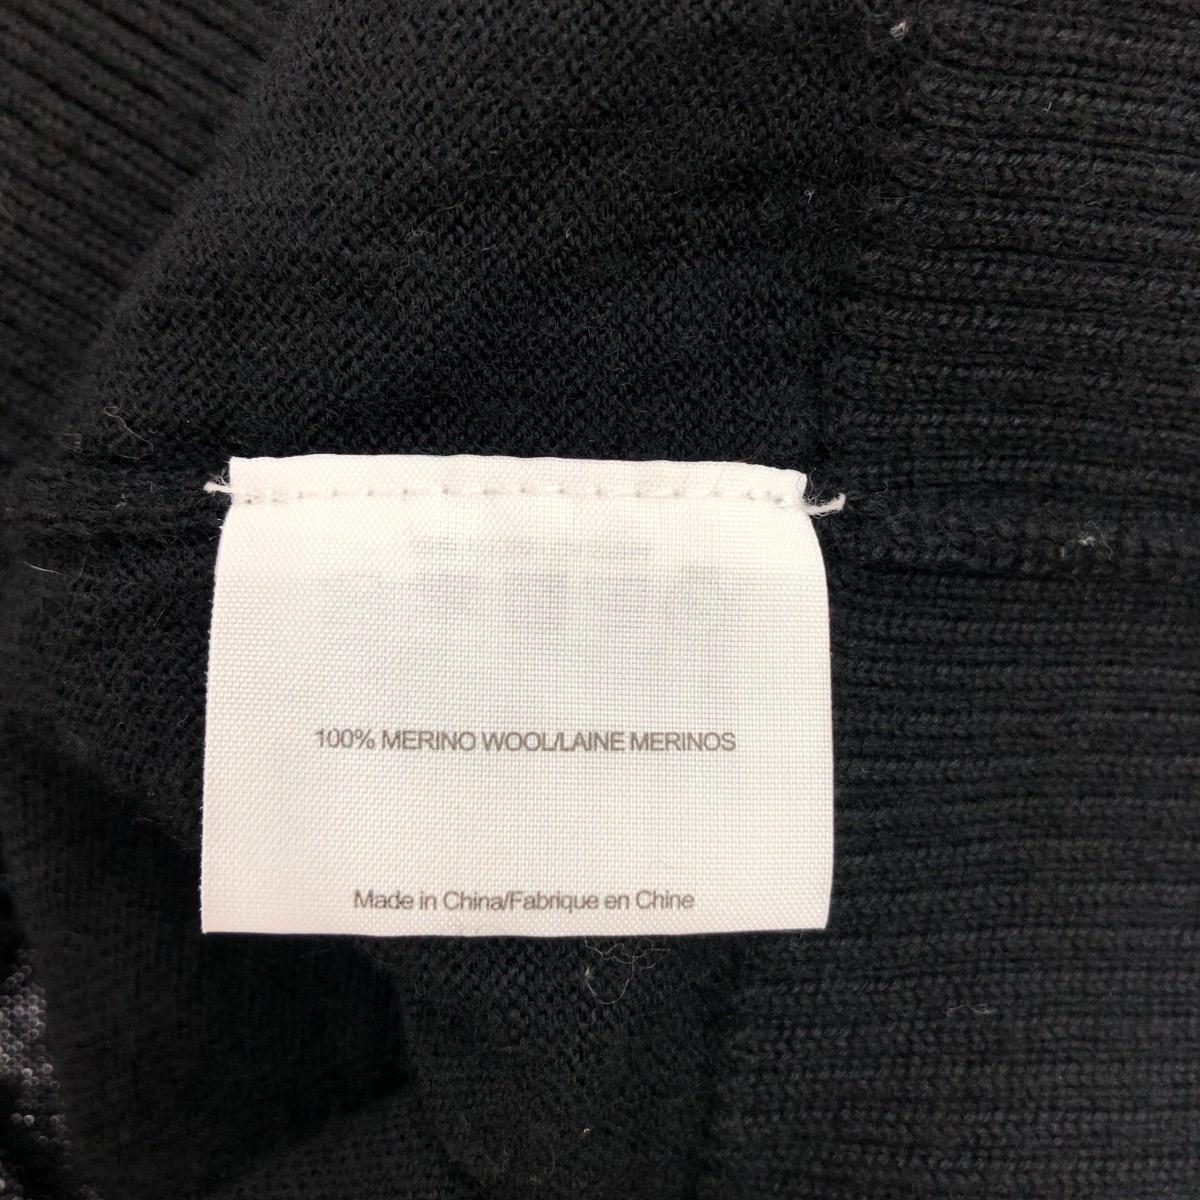 100% MERINO WOOL/LAINE MERINOS
Made in China/Fabrique en Chine